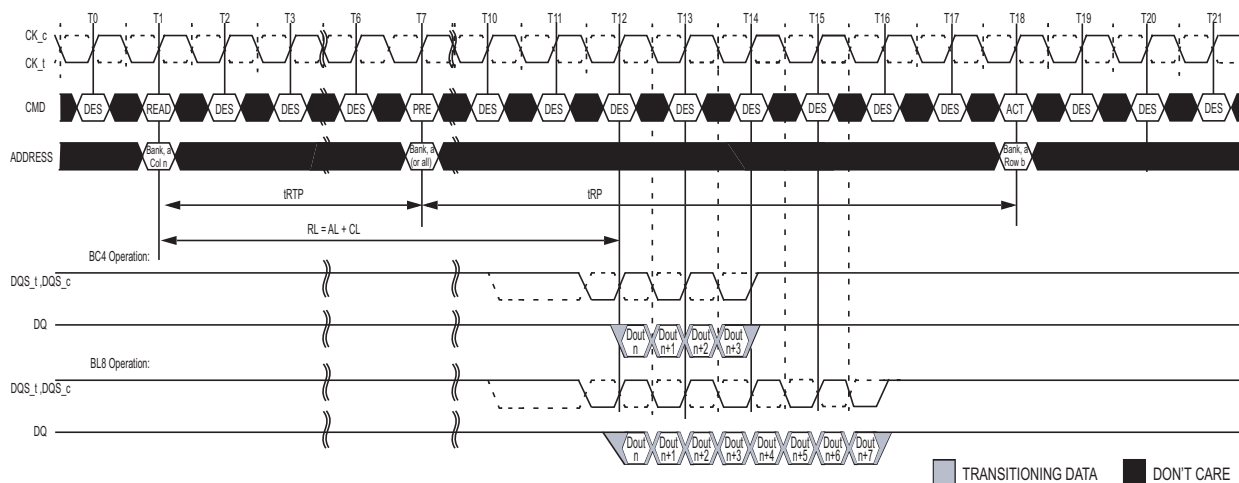 T0 T1 T2 T3 T6 T7 T10 T11 T12 T13 T14 T15 T16 T17 T18 T19 T20 T21
CK_c
CK_t
CMD DES READ DES DES DES PRE DES DES DES DES DES DES DES DES ACT DES DES DES
ADDRESS Bank, a Col n Bank, a (or all) Bank, a Row b
tRTP tRP
RL = AL + CL
BC4 Operation:
DQS_t ,DQS_c
DQ Dout n Dout n+1 Dout n+2 Dout n+3
BL8 Operation:
DQS_t ,DQS_c
DQ Dout n Dout n+1 Dout n+2 Dout n+3 Dout n+4 Dout n+5 Dout n+6 Dout n+7
TRANSITIONING DATA DON'T CARE